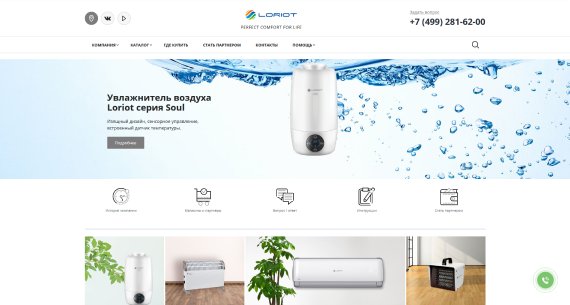 LORIOT
PERFECT COMFORT FOR LIFE
Задать вопрос
+7 (499) 281-62-00
КОМПАНИЯ
КАТАЛОГ
ГДЕ КУПИТЬ
СТАТЬ ПАРТНЕРОМ
КОНТАКТЫ
ПОМОЩЬ
Увлажнитель воздуха
Loriot серия Soul
Изящный дизайн, сенсорное управление,
встроенный датчик температуры.
Подробнее
История компании
Магазины и партнеры
Вопрос / ответ
Инструкции
Стать партнером